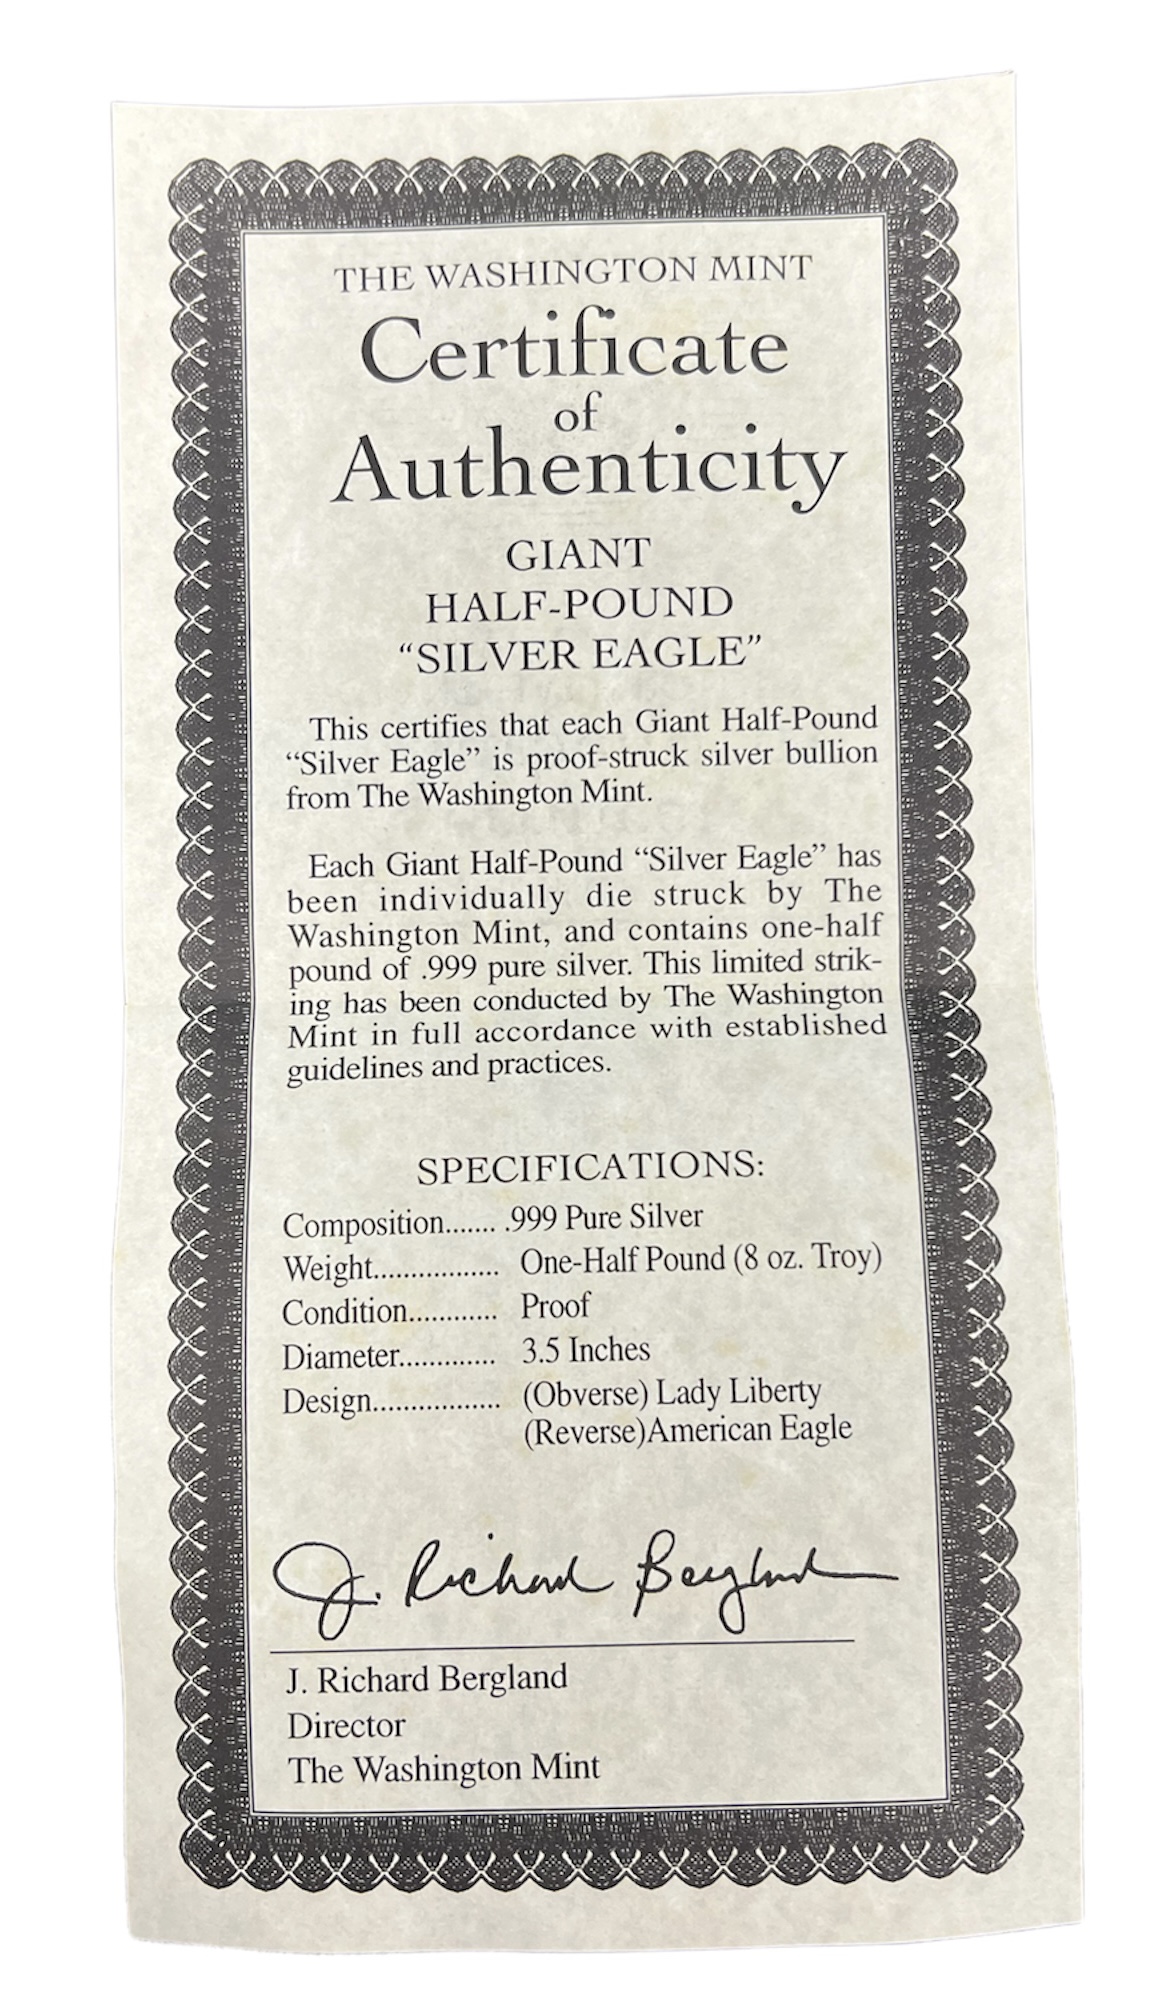 THE WASHINGTON MINT
Certificate
of
Authenticity
GIANT
HALF-POUND
“SILVER EAGLE”
This certifies that each Giant Half-Pound
“Silver Eagle” is proof-struck silver bullion
from The Washington Mint.
Each Giant Half-Pound “Silver Eagle” has
been individually die struck by The
Washington Mint, and contains one-half
pound of .999 pure silver. This limited strik-
ing has been conducted by The Washington
Mint in full accordance with established
guidelines and practices.
SPECIFICATIONS:
Composition....... .999 Pure Silver
Weight................. One-Half Pound (8 oz. Troy)
Condition............ Proof
Diameter............. 3.5 Inches
Design................. (Obverse) Lady Liberty
(Reverse)American Eagle
J. Richard Bergland
J. Richard Bergland
Director
The Washington Mint